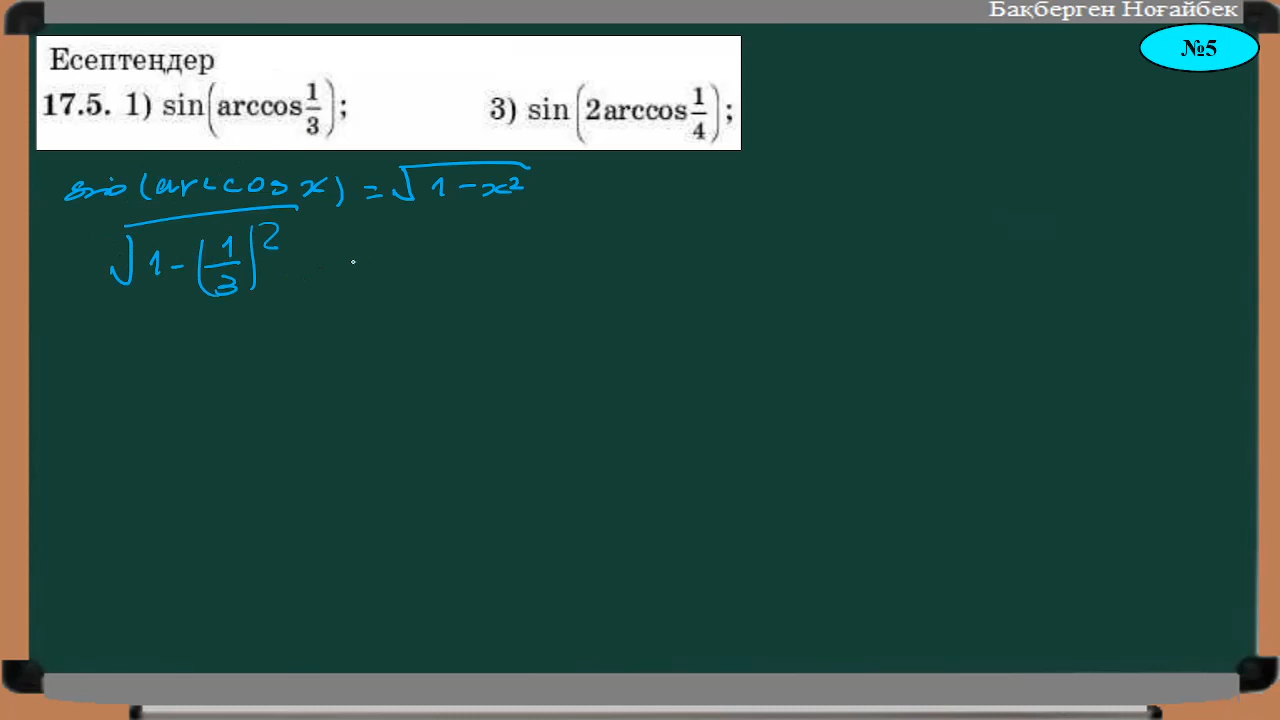 Бақберген Ноғайбек
№5
Есептеңдер
17.5. 1) sin(arccos 1/3); 3) sin(2arccos 1/4);
sin(arccos x) = √1-x²
√1-(1/3)²